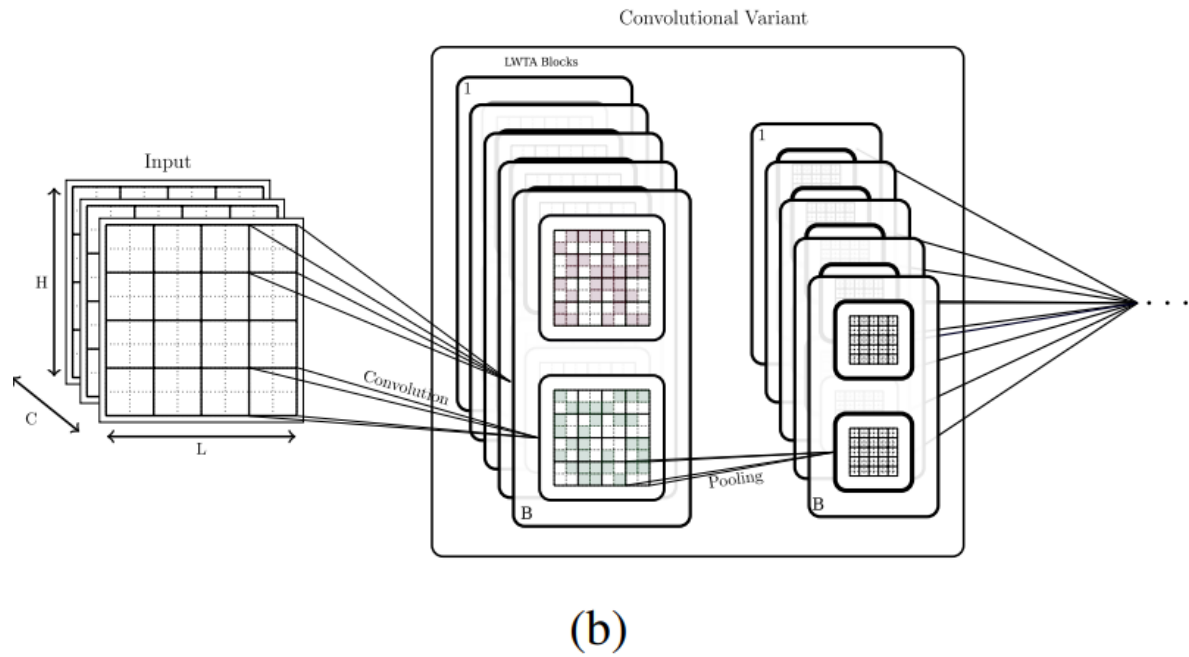 Convolutional Variant
LWTA Blocks
1
1
Input
H
C
L
Convolution
Pooling
B
B
. . .
(b)